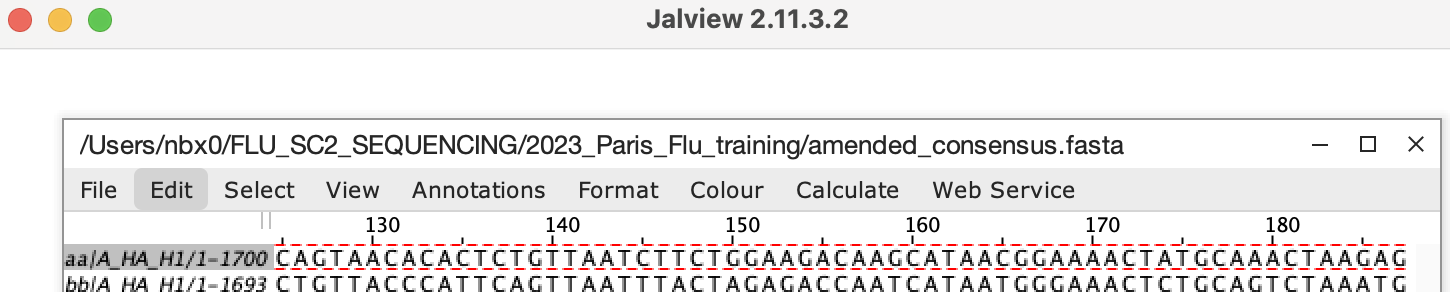 Jalview 2.11.3.2
/Users/nbx0/FLU_SC2_SEQUENCING/2023_Paris_Flu_training/amended_consensus.fasta
File Edit Select View Annotations Format Colour Calculate Web Service
130 140 150 160 170 180
aa|A_HA_H1/1-1700 CAGTAACACACTCTGTTAATCTTCTGGAAGACAAGCATAACGGAAAACTATGCAAACTAAGAG
bb|A_HA_H1/1-1693 CTGTTACCCATTCAGTTAATTTACTAGAGACCAATCATAATGGGAAACTCTGCAGTCTAAATG